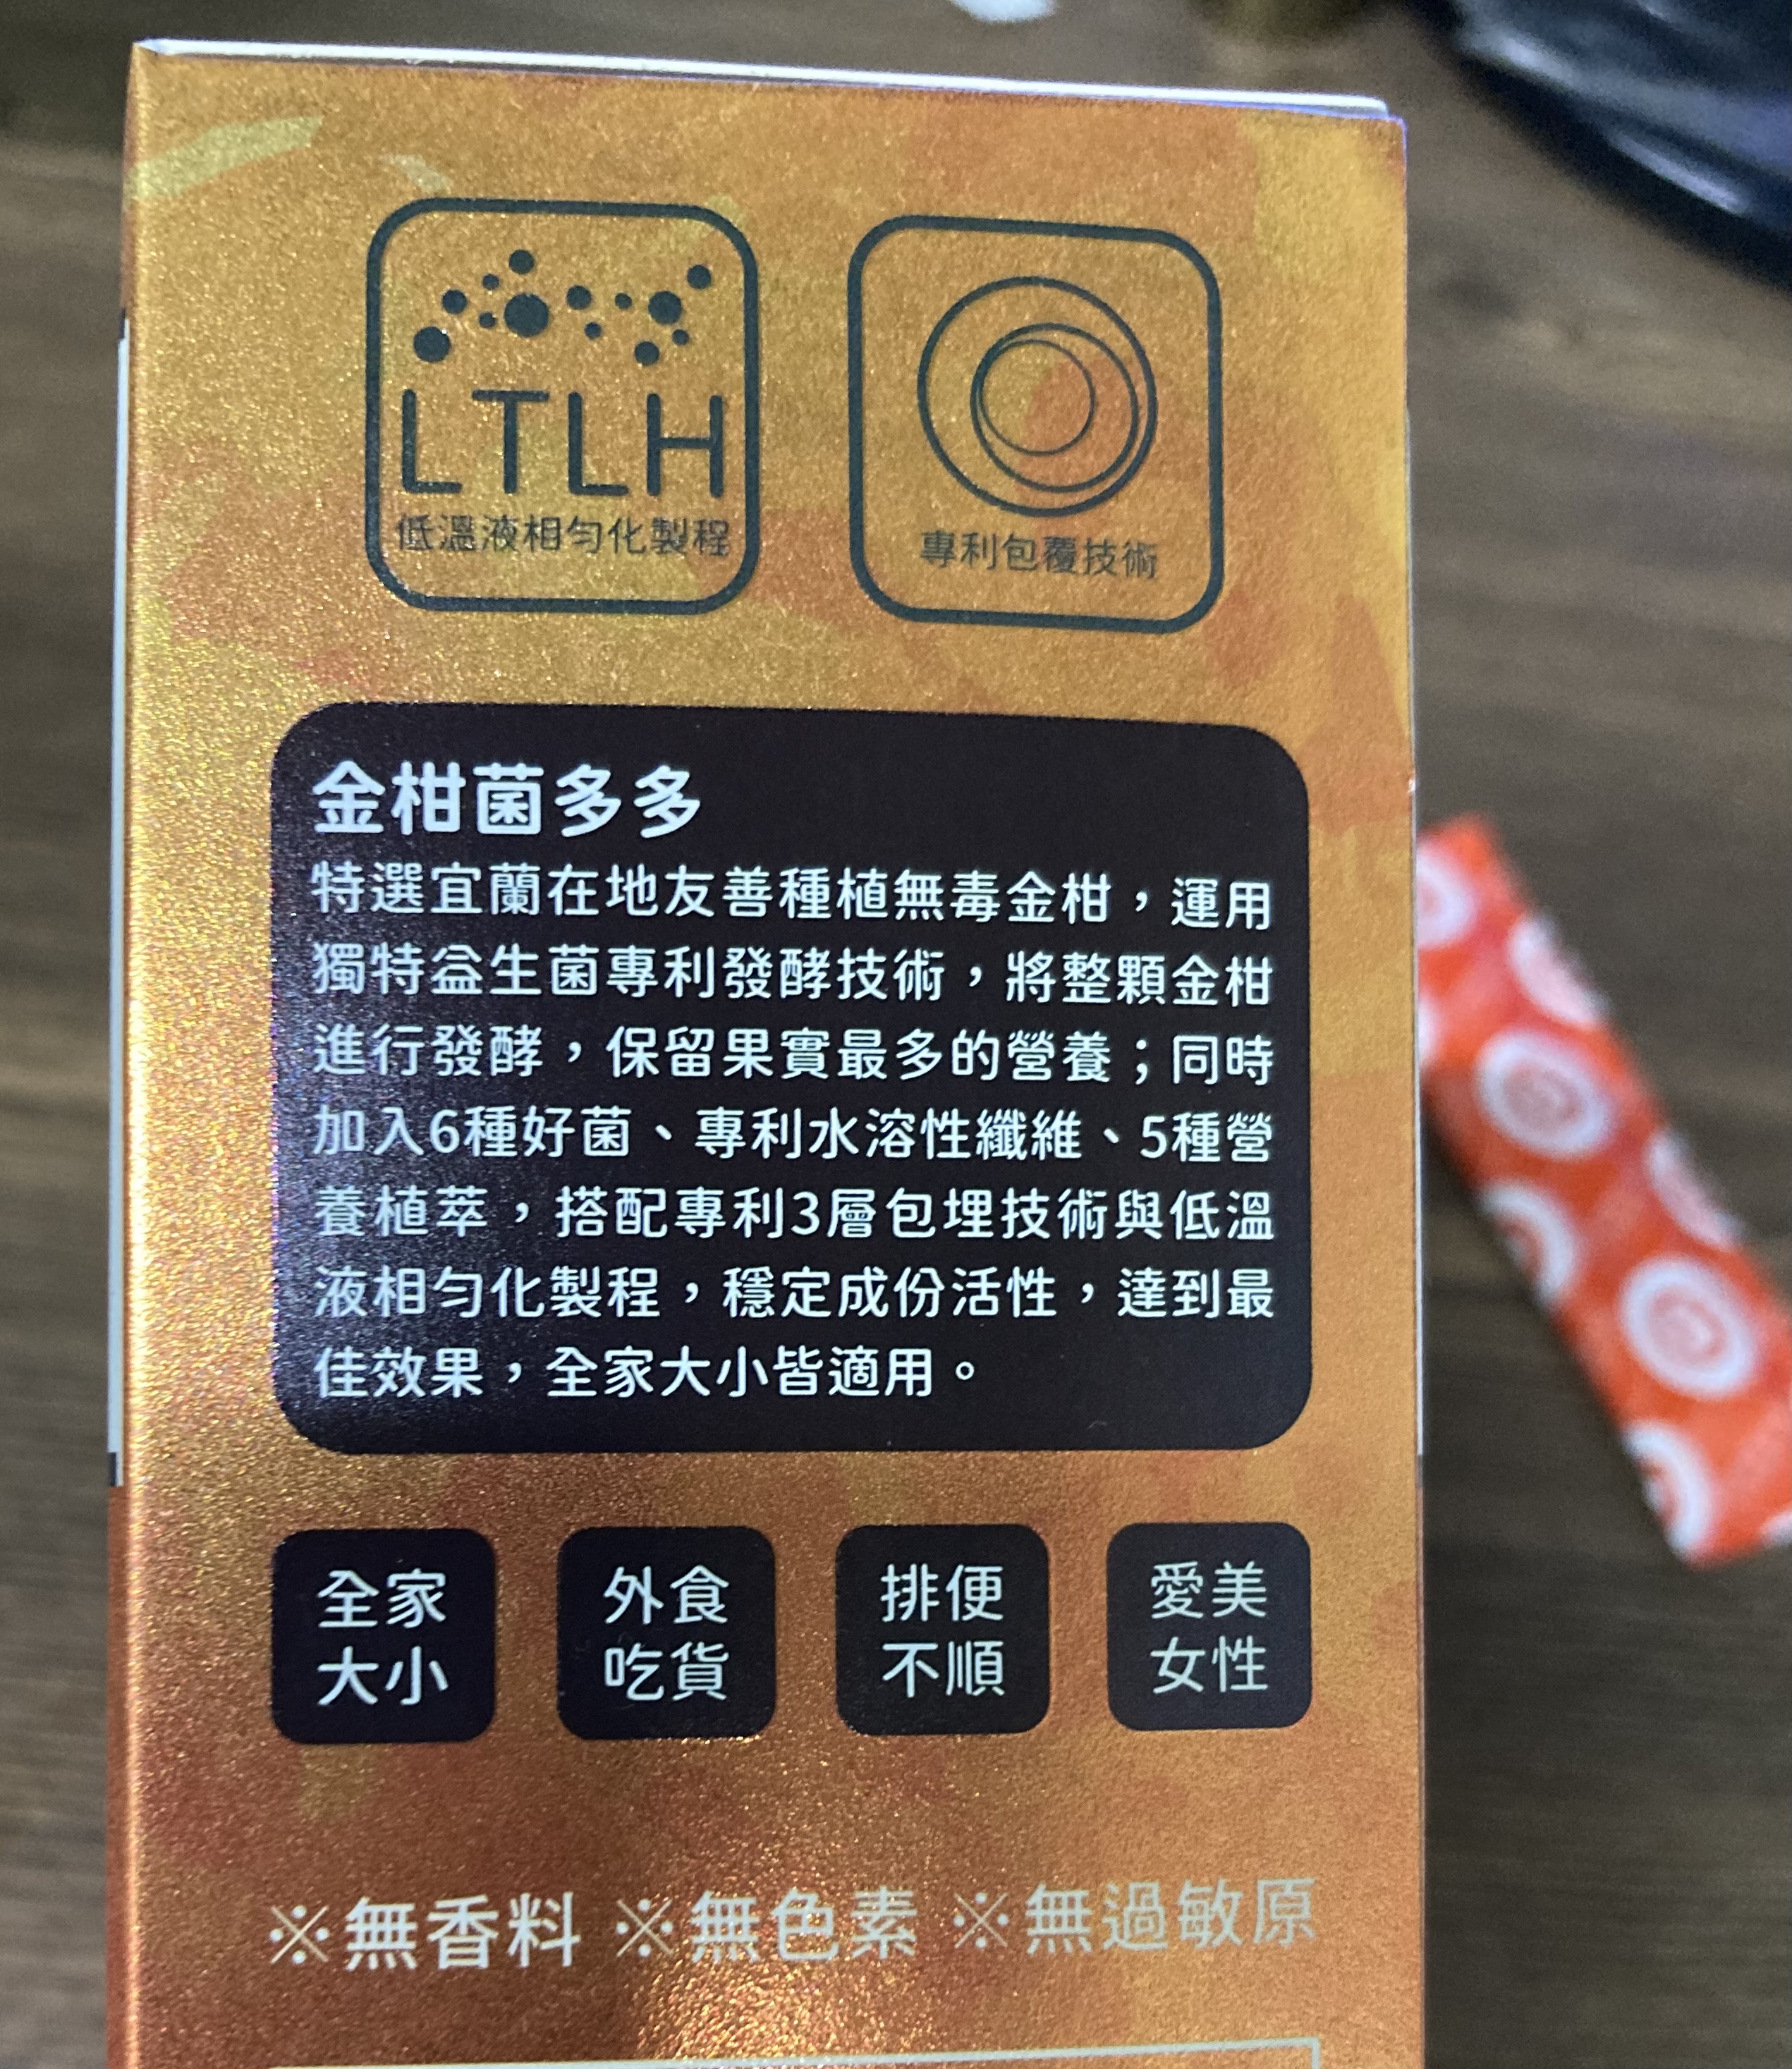 LTLH
低溫液相勻化製程
專利包覆技術
金柑菌多多
特選宜蘭在地友善種植無毒金柑，運用
獨特益生菌專利發酵技術，將整顆金柑
進行發酵，保留果實最多的營養；同時
加入6種好菌、專利水溶性纖維、5種營
養植萃，搭配專利3層包埋技術與低溫
液相勻化製程，穩定成份活性，達到最
佳效果，全家大小皆適用。
全家
大小
外食
吃貨
排便
不順
愛美
女性
※無香料 ※無色素 ※無過敏原